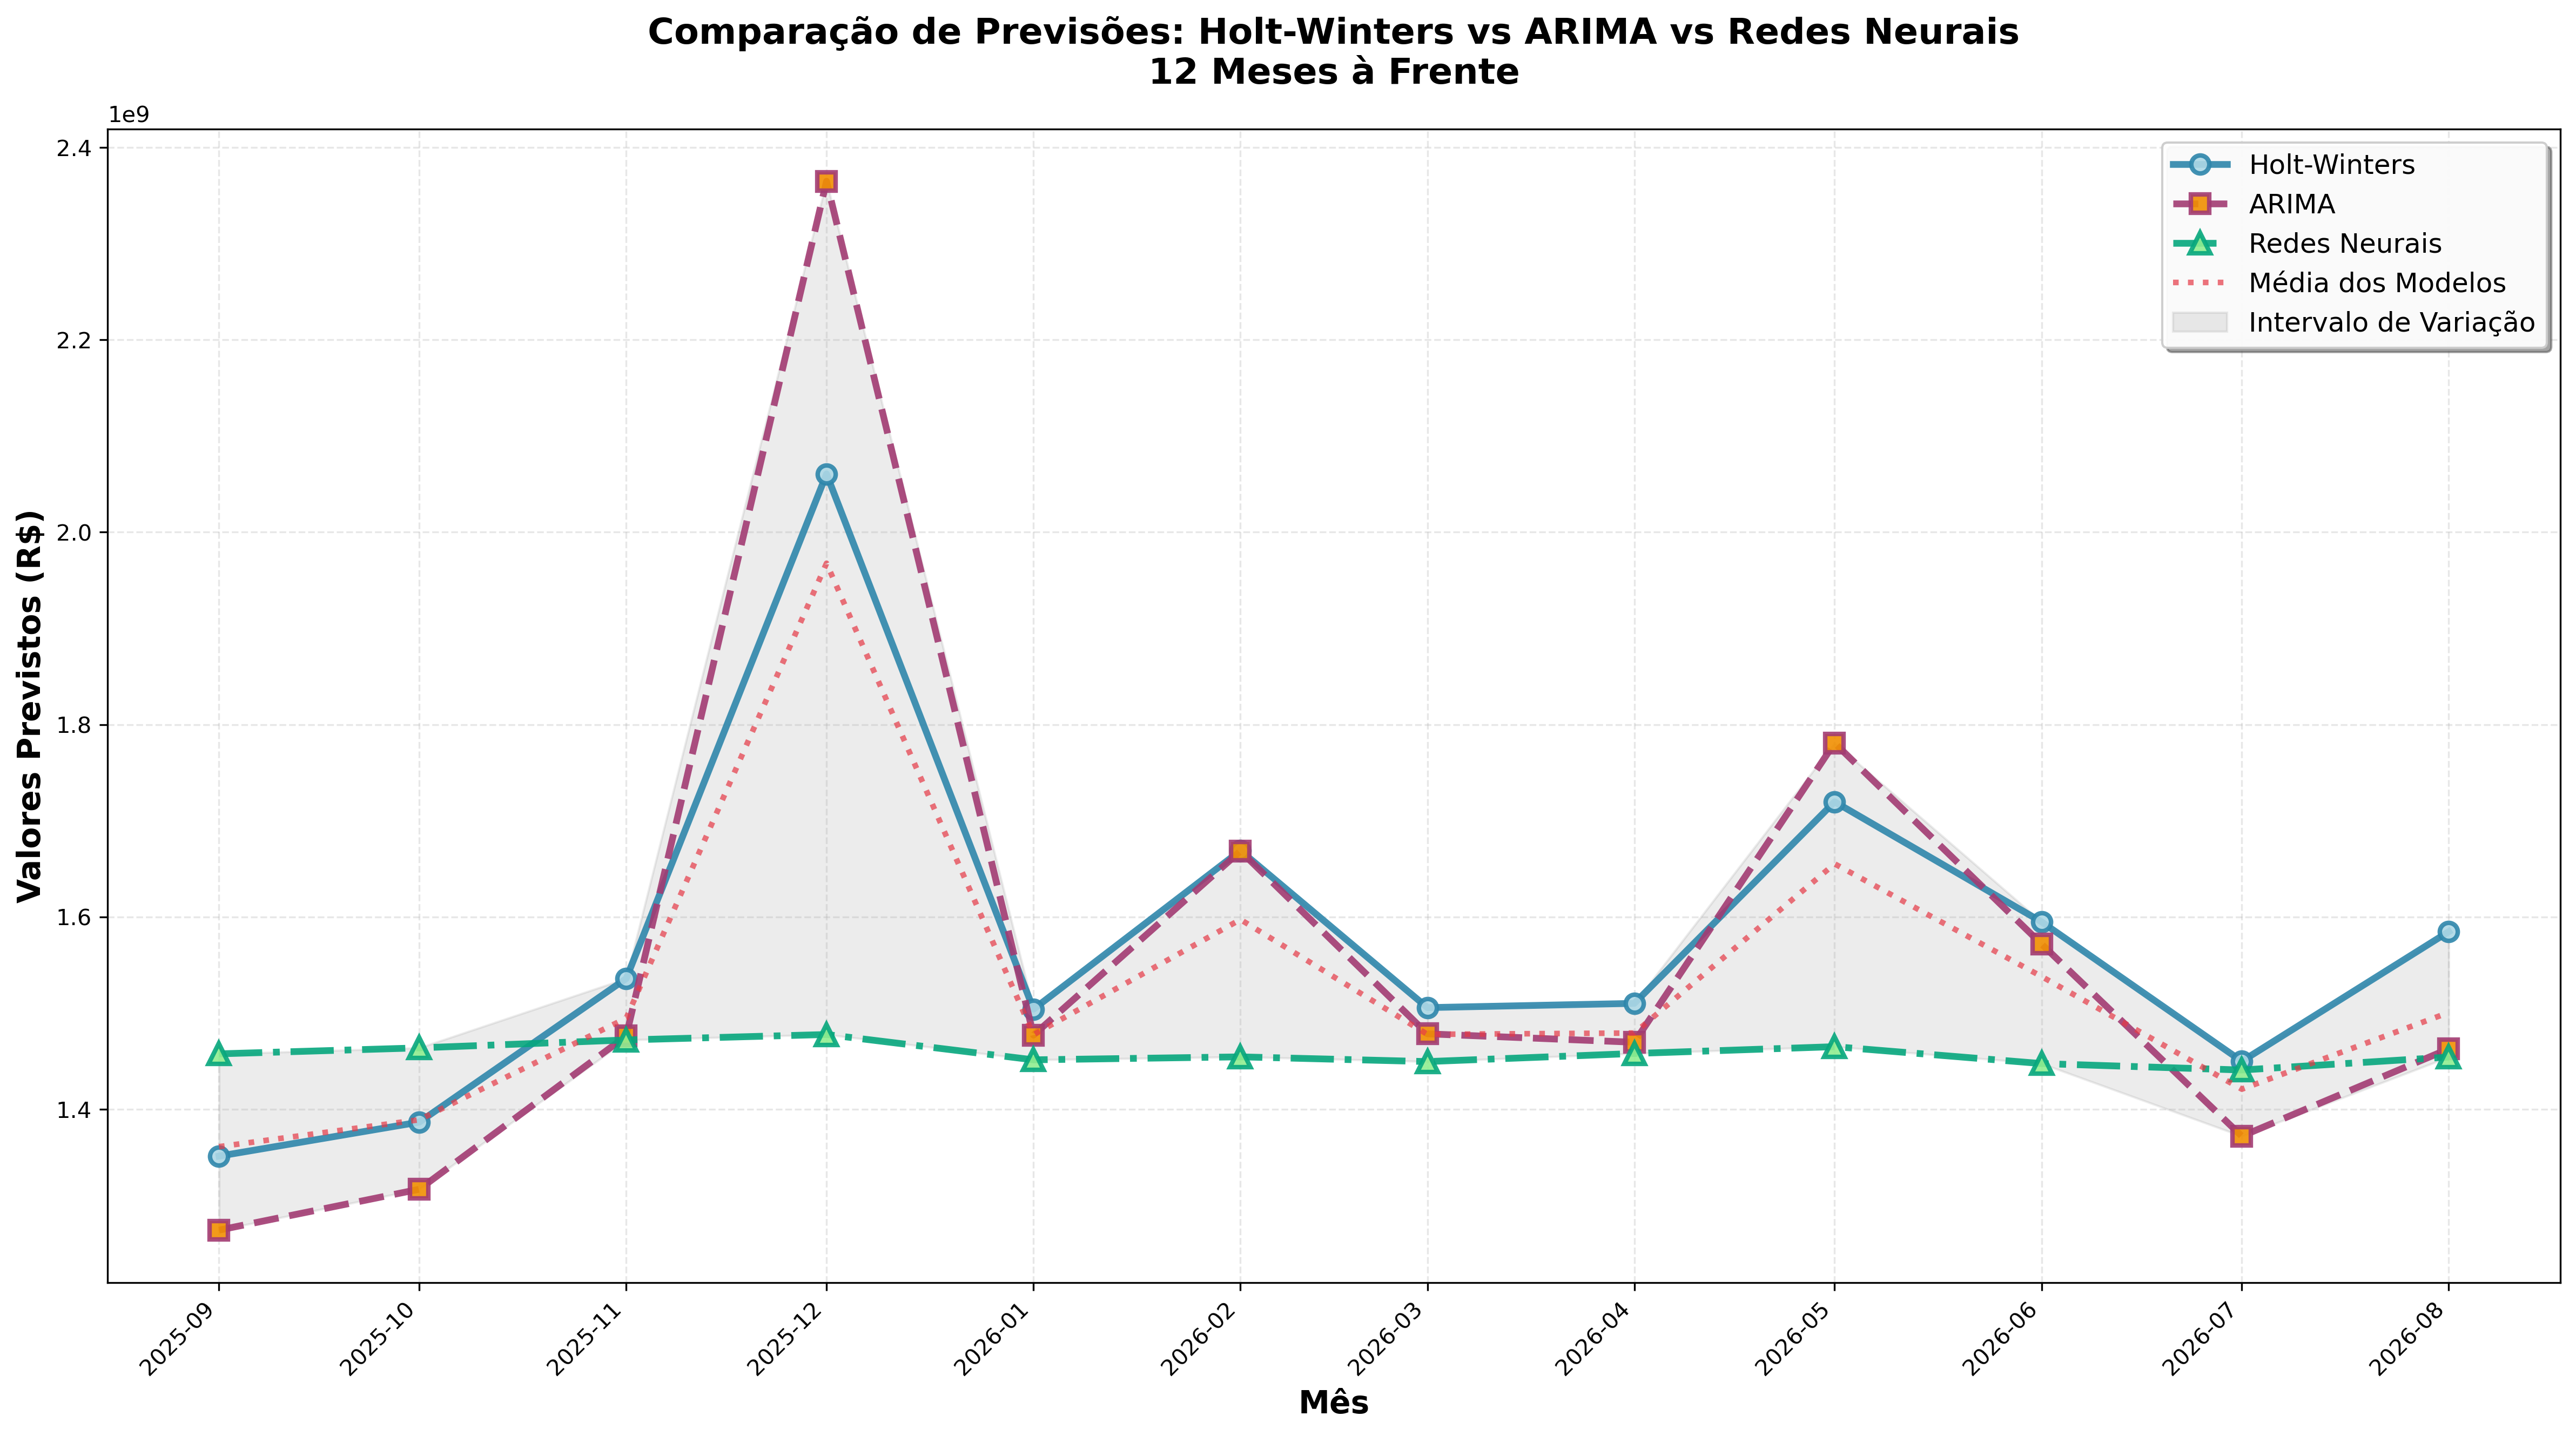 Comparação de Previsões: Holt-Winters vs ARIMA vs Redes Neurais
12 Meses à Frente
1e9
2.4
2.2
2.0
1.8
1.6
1.4
Valores Previstos (R$)
Holt-Winters
ARIMA
Redes Neurais
Média dos Modelos
Intervalo de Variação
2025-09
2025-10
2025-11
2025-12
2026-01
2026-02
2026-03
2026-04
2026-05
2026-06
2026-07
2026-08
Mês